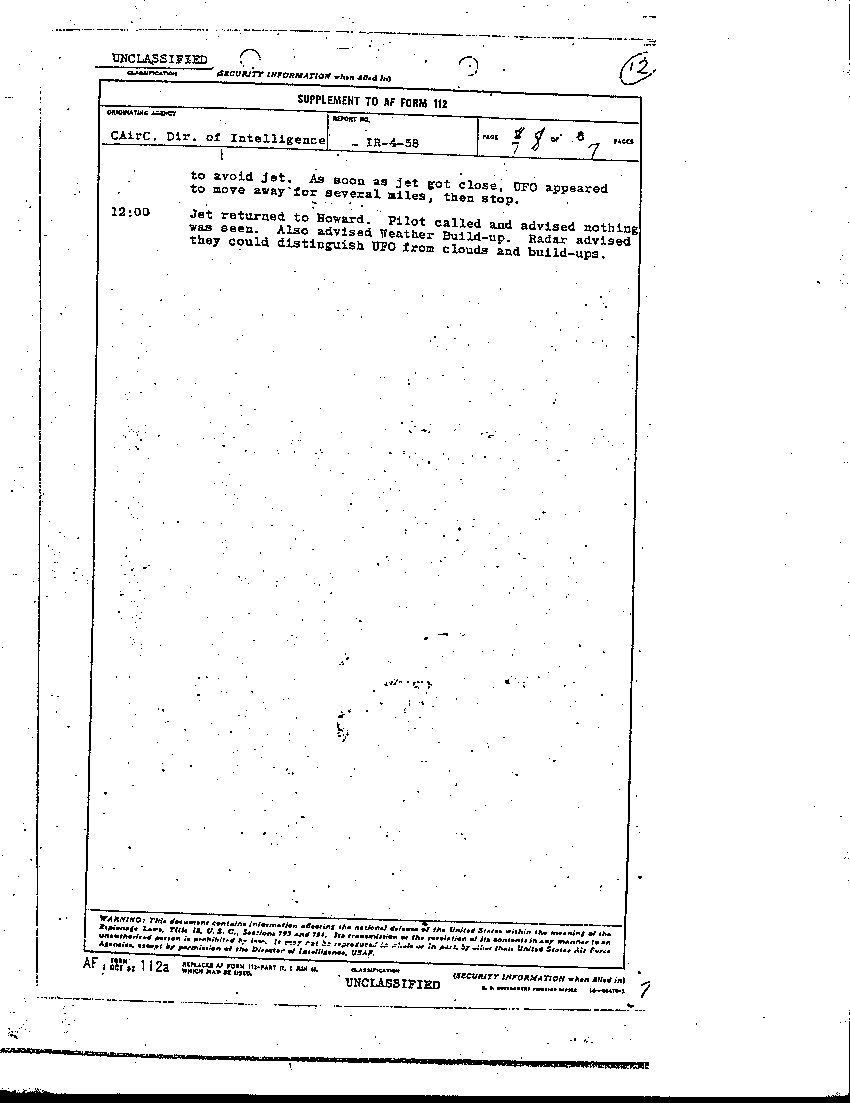 12
UNCLASSIFIED
CLASSIFICATION (SECURITY INFORMATION when filled in)
SUPPLEMENT TO AF FORM 112
ORIGINATING AGENCY
REPORT NO.
CAirC, Dir. of Intelligence
IR-4-58
PAGE 8 OF 8 PAGES
7 7
to avoid jet. As soon as jet got close, UFO appeared
to move away for several miles, then stop.
12:00 Jet returned to Howard. Pilot called and advised nothing
was seen. Also advised Weather Build-up. Radar advised
they could distinguish UFO from clouds and build-ups.
WARNING: This document contains information affecting the national defense of the United States within the meaning of the
Espionage Laws, Title 18, U. S. C., Sections 793 and 794. Its transmission or the revelation of its contents in any manner to an
unauthorized person is prohibited by law. It may not be reproduced in whole or in part, by other than United States Air Force
Agencies, except by permission of the Director of Intelligence, USAF.
AF FORM 1 OCT 52 112a
REPLACES AF FORM 112-PART II, 1 JUN 48,
WHICH MAY BE USED.
CLASSIFICATION
UNCLASSIFIED
(SECURITY INFORMATION when filled in)
U. S. GOVERNMENT PRINTING OFFICE
7